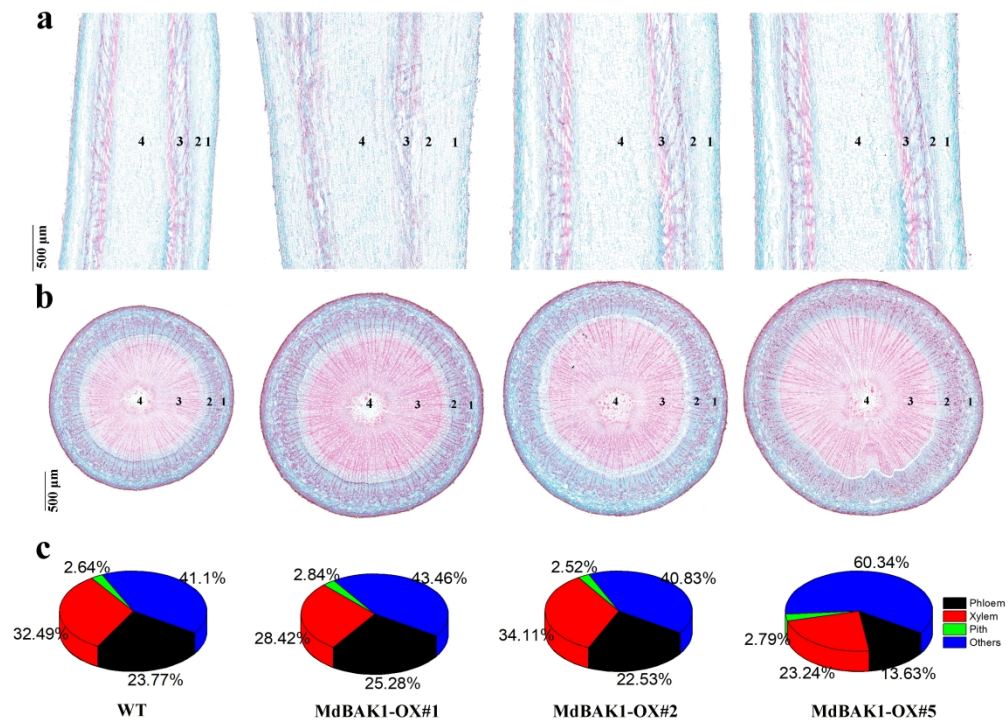 a
4 3 2 1
4 3 2 1
4 3 2 1
4 3 2 1
500 μm
b
4 3 2 1
4 3 2 1
4 3 2 1
4 3 2 1
500 μm
c
2.64%
41.1%
32.49%
23.77%
2.84%
43.46%
28.42%
25.28%
2.52%
40.83%
34.11%
22.53%
60.34%
2.79%
23.24%
13.63%
Phloem
Xylem
Pith
Others
WT
MdBAK1-OX#1
MdBAK1-OX#2
MdBAK1-OX#5